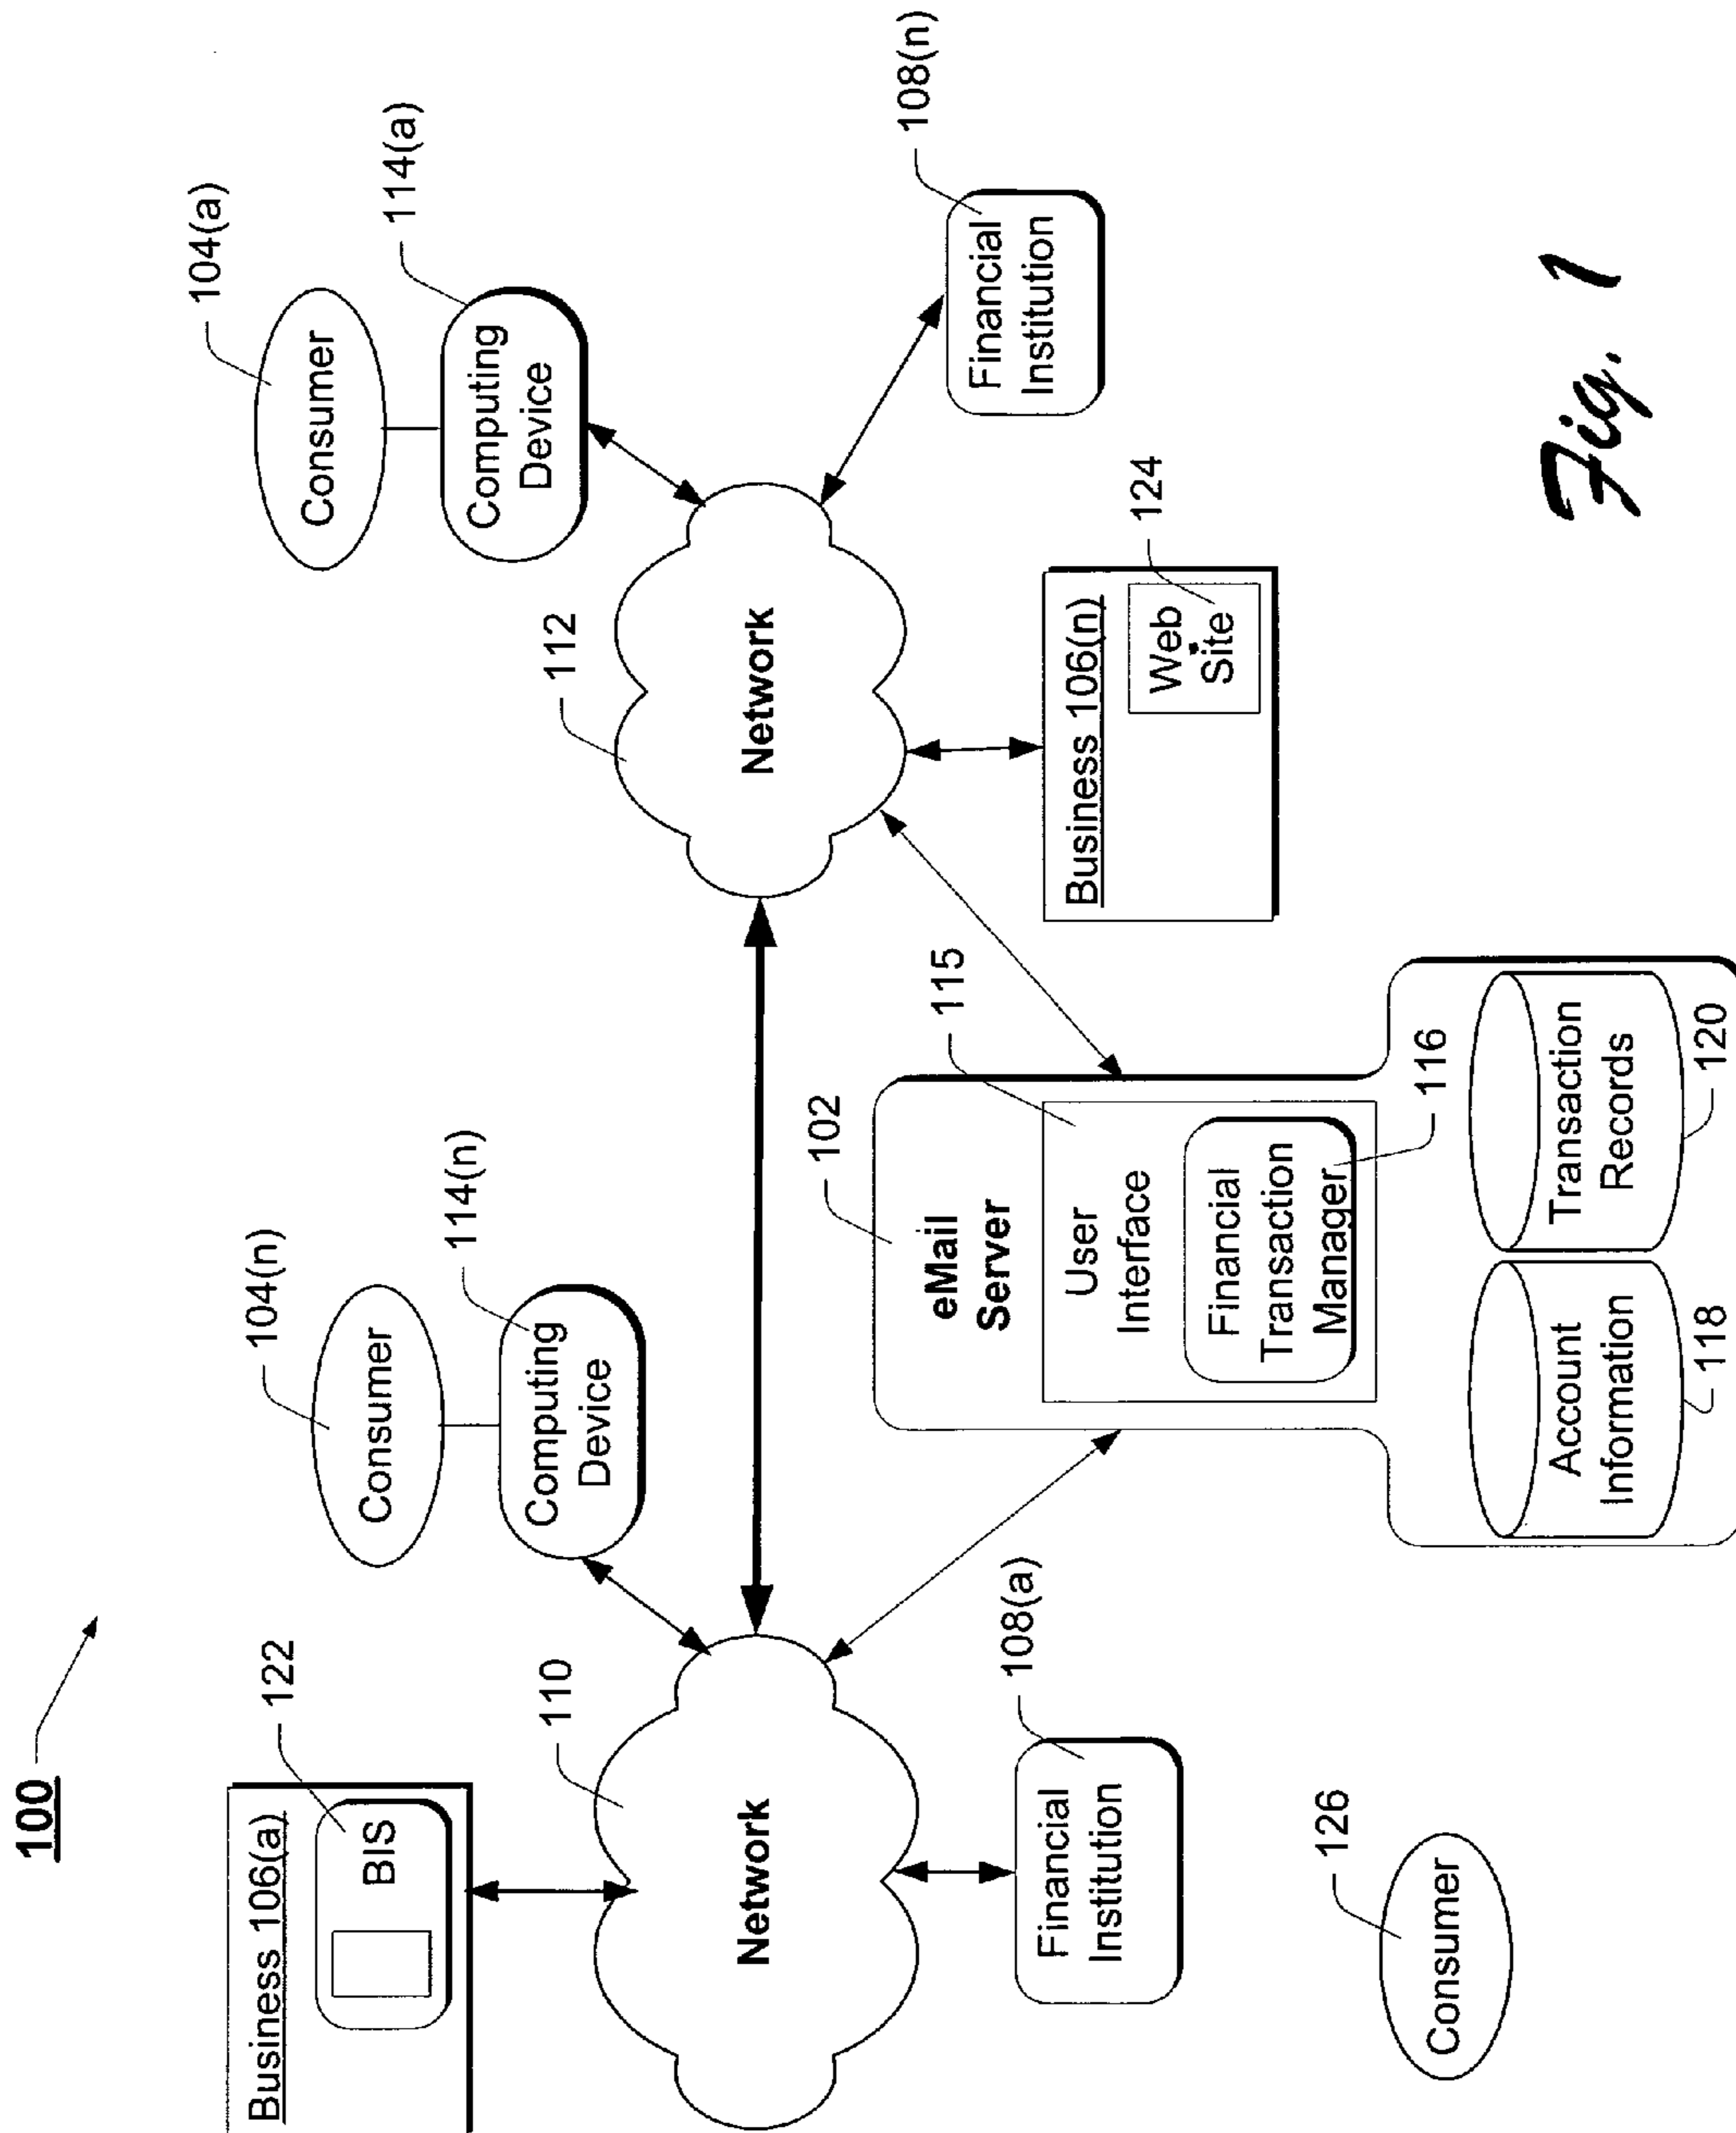 100
Business 106(a)
BIS
122
Consumer
104(n)
Computing
Device
114(n)
Consumer
104(a)
Computing
Device
114(a)
Network
110
Network
112
Financial
Institution
108(a)
eMail
Server
102
User
Interface
115
Financial
Transaction
Manager
116
Account
Information
118
Transaction
Records
120
Business 106(n)
Web
Site
124
Financial
Institution
108(n)
Consumer
126
Fig. 1